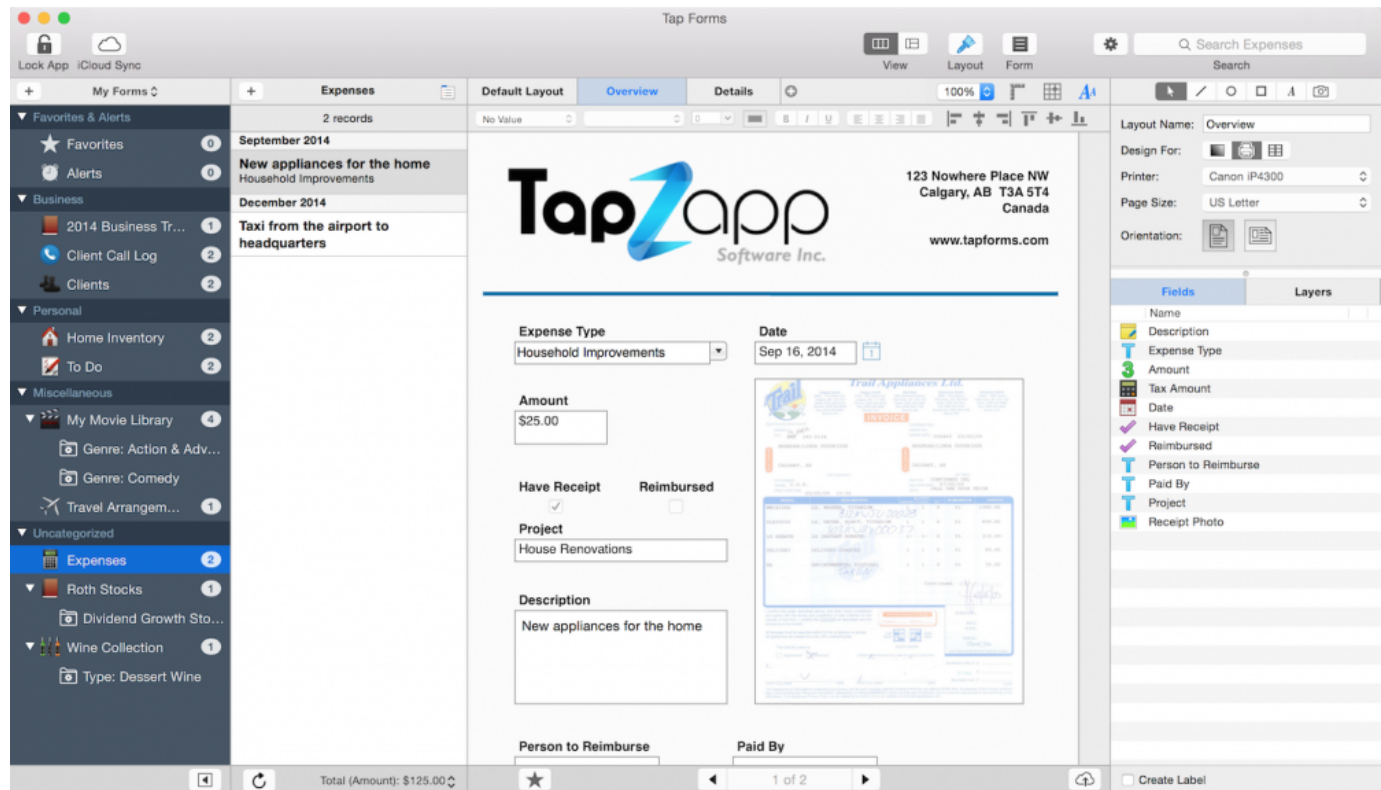 Tap Forms
Lock App
iCloud Sync
View
Layout
Form
Search Expenses
Search
My Forms
Favorites & Alerts
Favorites 0
Alerts 0
Business
2014 Business Tr... 1
Client Call Log 2
Clients 2
Personal
Home Inventory 2
To Do 2
Miscellaneous
My Movie Library 4
Genre: Action & Adv...
Genre: Comedy
Travel Arrangem... 1
Uncategorized
Expenses 2
Roth Stocks 1
Dividend Growth Sto...
Wine Collection 1
Type: Dessert Wine
Expenses
2 records
September 2014
New appliances for the home
Household Improvements
December 2014
Taxi from the airport to
headquarters
Total (Amount): $125.00
Default Layout
Overview
Details
100%
No Value
0
B I U
TapZapp
Software Inc.
123 Nowhere Place NW
Calgary, AB T3A 5T4
Canada
www.tapforms.com
Expense Type
Household Improvements
Date
Sep 16, 2014
Amount
$25.00
Trail Appliances Ltd.
Trail
INVOICE
Have Receipt
Reimbursed
Project
House Renovations
Description
New appliances for the home
Person to Reimburse
Paid By
1 of 2
Layout Name: Overview
Design For:
Printer: Canon iP4300
Page Size: US Letter
Orientation:
Fields
Layers
Name
Description
Expense Type
Amount
Tax Amount
Date
Have Receipt
Reimbursed
Person to Reimburse
Paid By
Project
Receipt Photo
Create Label